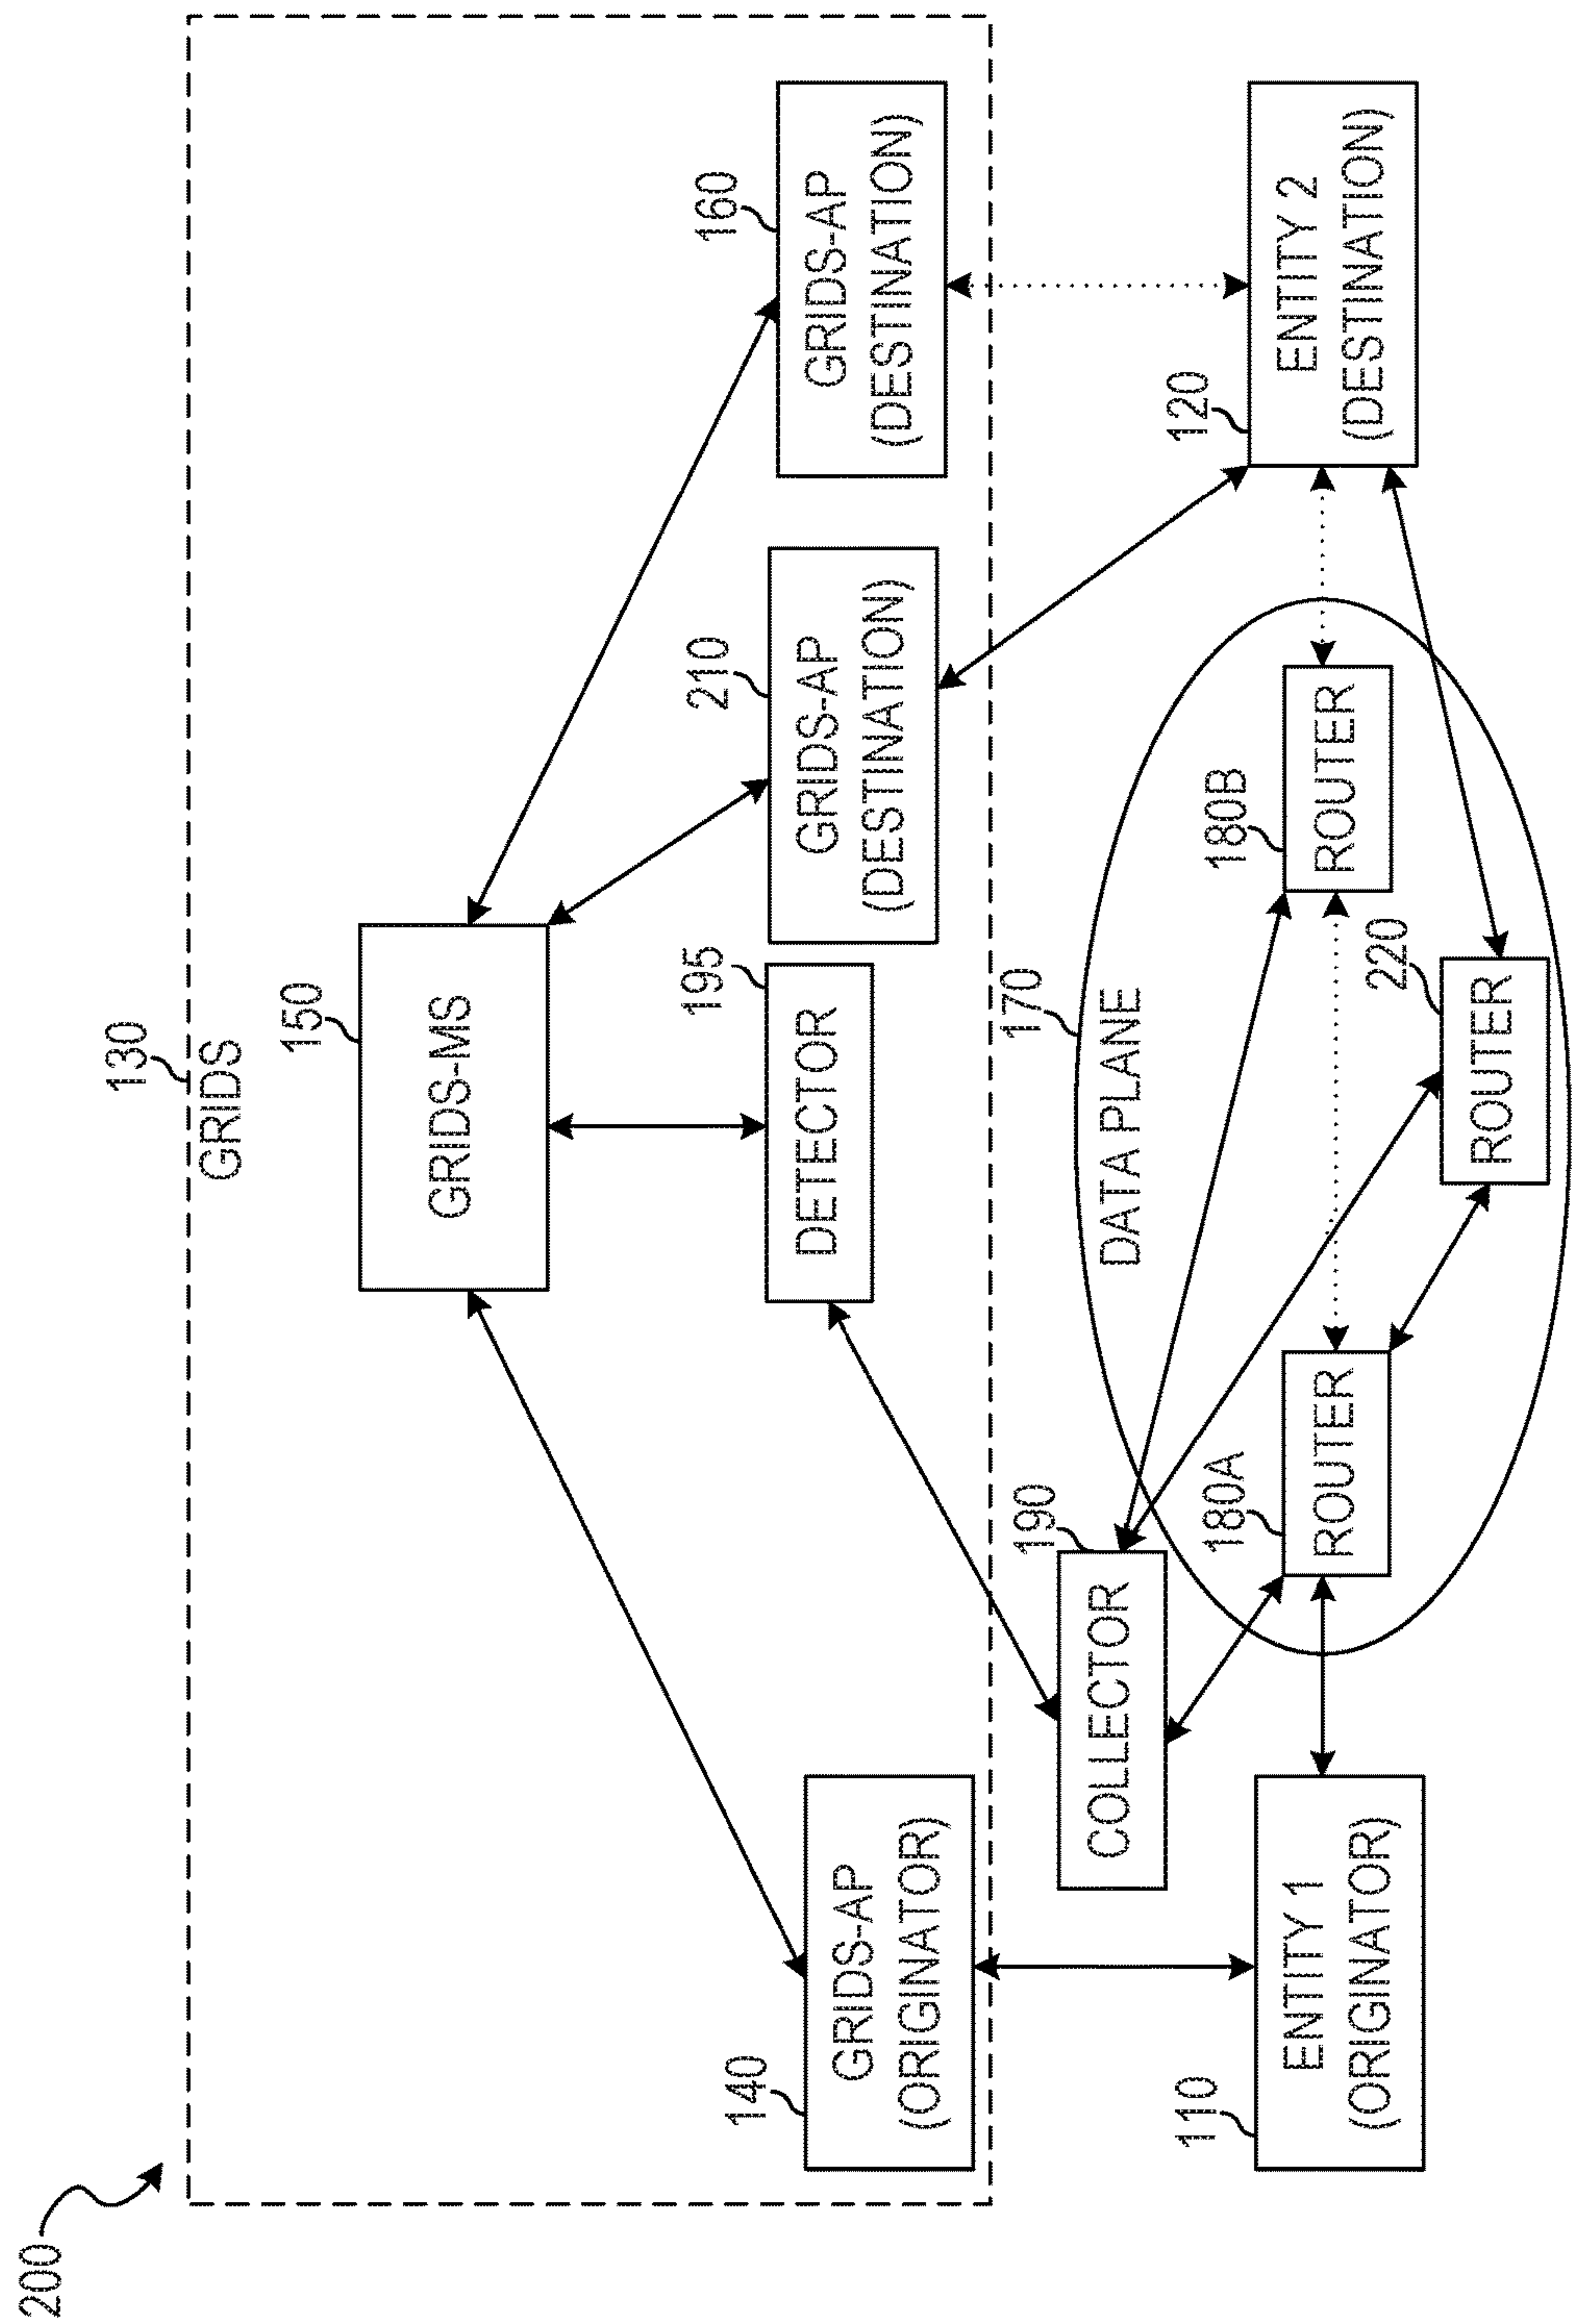 200
130
GRIDS
150
GRIDS-MS
195
DETECTOR
140
GRIDS-AP
(ORIGINATOR)
210
GRIDS-AP
(DESTINATION)
160
GRIDS-AP
(DESTINATION)
190
COLLECTOR
170
DATA PLANE
110
ENTITY 1
(ORIGINATOR)
180A
ROUTER
180B
ROUTER
220
ROUTER
120
ENTITY 2
(DESTINATION)